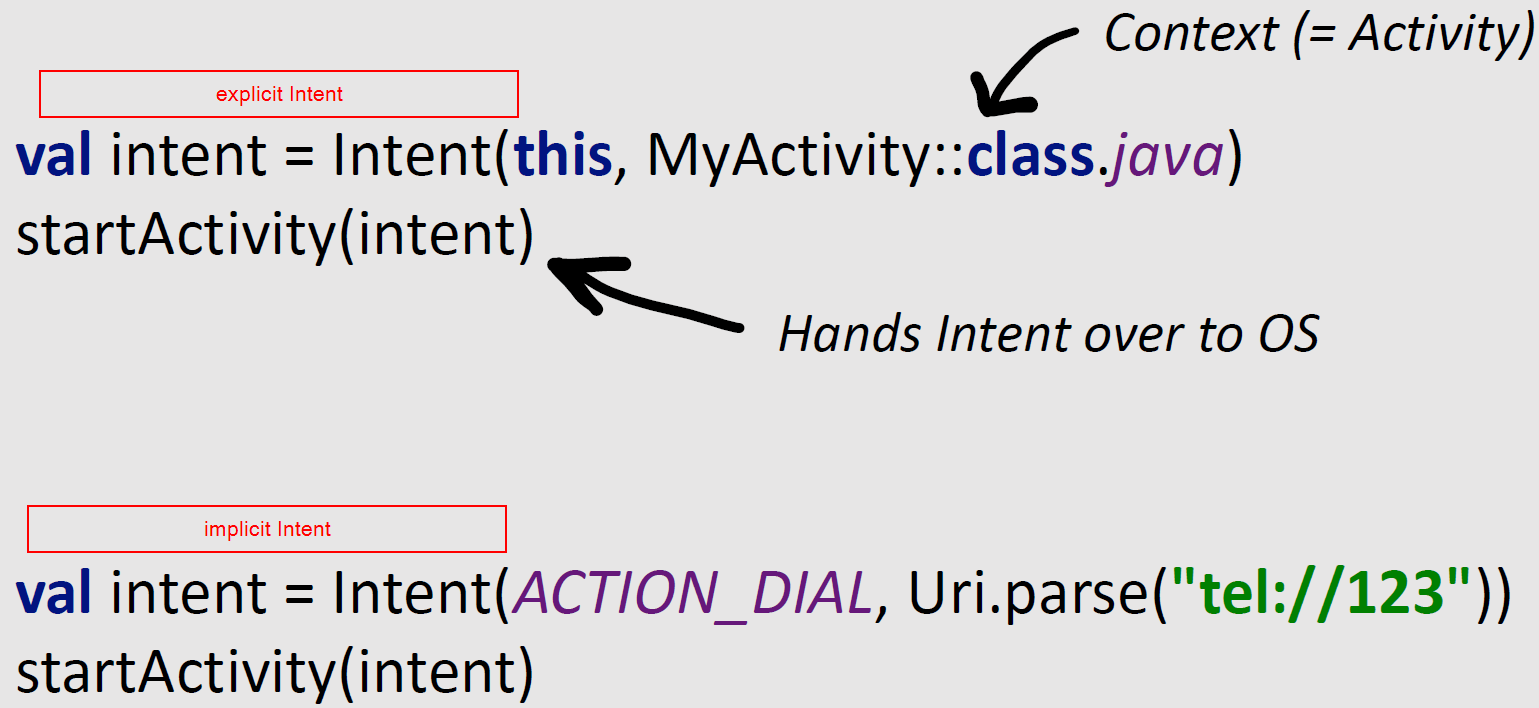 Context (= Activity)
explicit Intent
val intent = Intent(this, MyActivity::class.java)
startActivity(intent)
Hands Intent over to OS
implicit Intent
val intent = Intent(ACTION_DIAL, Uri.parse("tel://123"))
startActivity(intent)